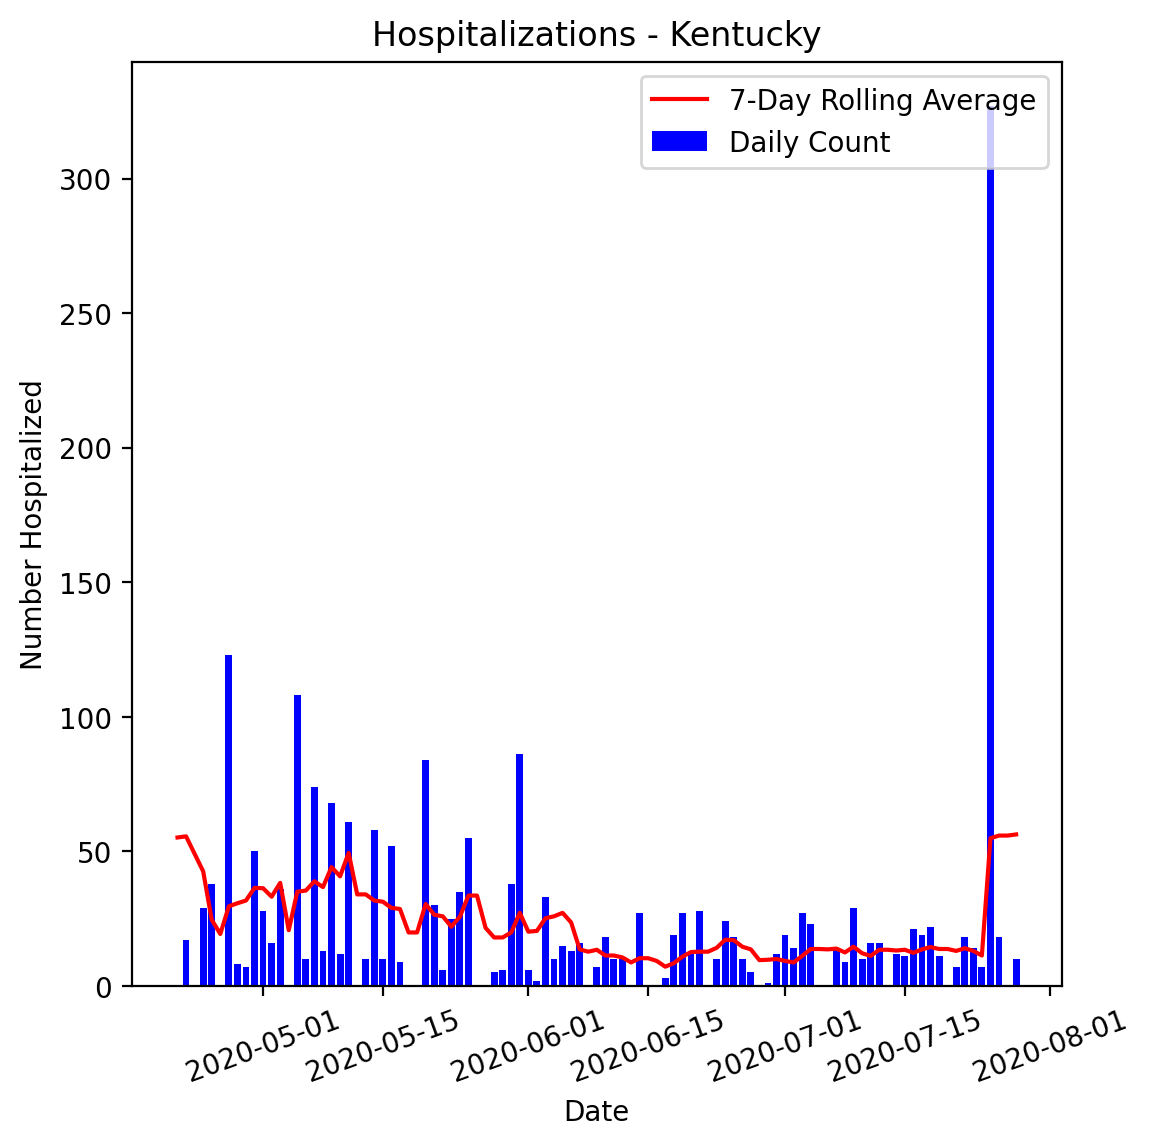 Hospitalizations - Kentucky
7-Day Rolling Average
Daily Count
Number Hospitalized
300
250
200
150
100
50
0
2020-05-01
2020-05-15
2020-06-01
2020-06-15
2020-07-01
2020-07-15
2020-08-01
Date